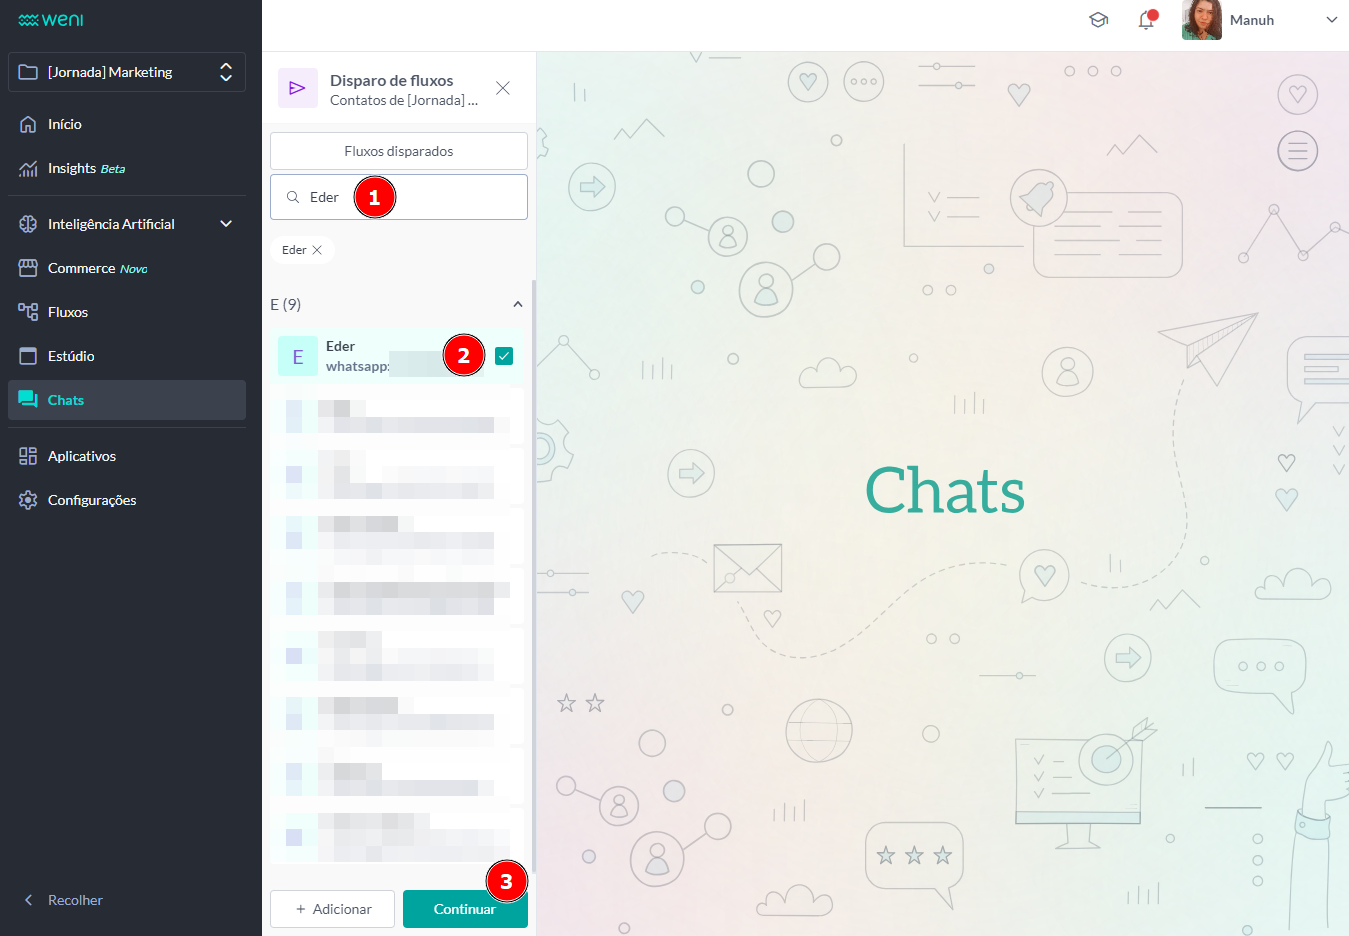 weni
[Jornada] Marketing
Início
Insights Beta
Inteligência Artificial
Commerce Novo
Fluxos
Estúdio
Chats
Aplicativos
Configurações
Recolher
Manuh
Disparo de fluxos
Contatos de [Jornada] ...
Fluxos disparados
Eder
1
Eder
E (9)
E
Eder
whatsapp:
2
3
+ Adicionar
Continuar
Chats